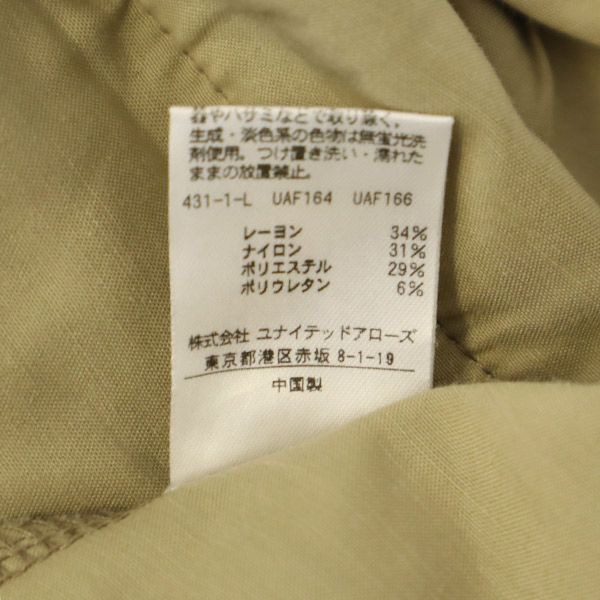 器やハサミなどで取り除く。
生成・淡色系の色物は無蛍光洗
剤使用。つけ置き洗い・濡れた
ままの放置禁止。
431-1-L UAF164 UAF166
レーヨン 34%
ナイロン 31%
ポリエステル 29%
ポリウレタン 6%
株式会社 ユナイテッドアローズ
東京都港区赤坂 8-1-19
中国製